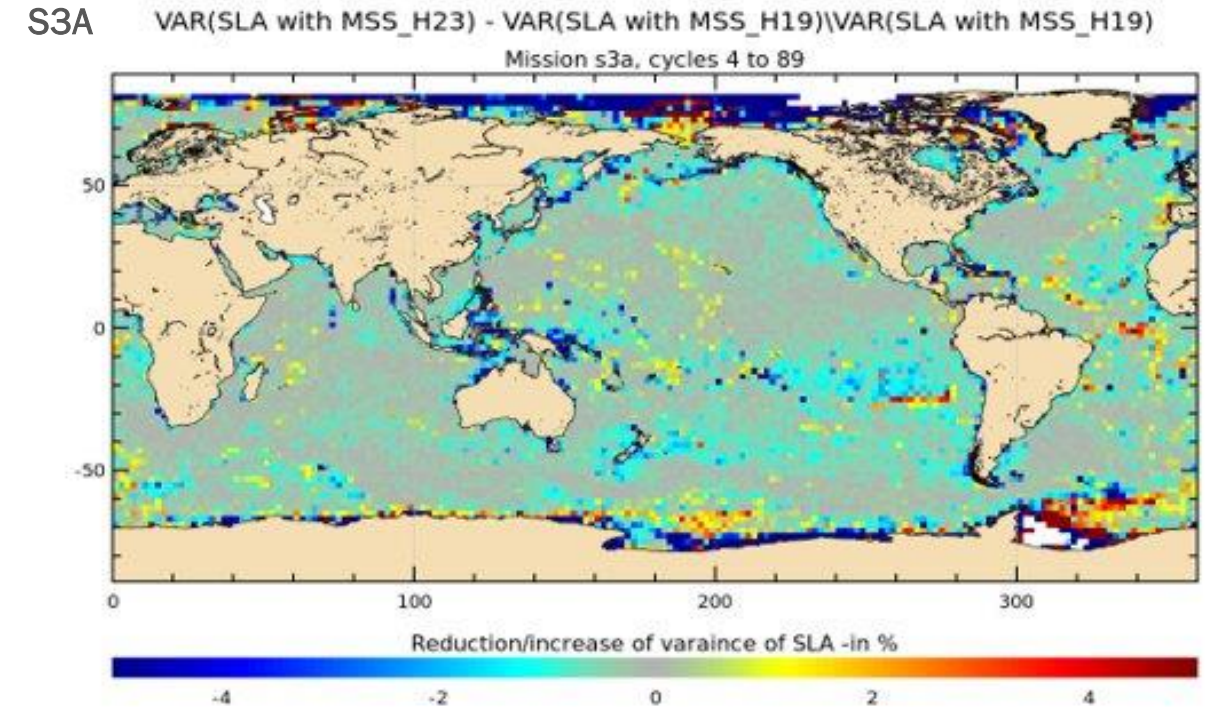 S3A
VAR(SLA with MSS_H23) - VAR(SLA with MSS_H19)\VAR(SLA with MSS_H19)
Mission s3a, cycles 4 to 89
50
0
-50
0 100 200 300
Reduction/increase of varaince of SLA -in %
-4 -2 0 2 4